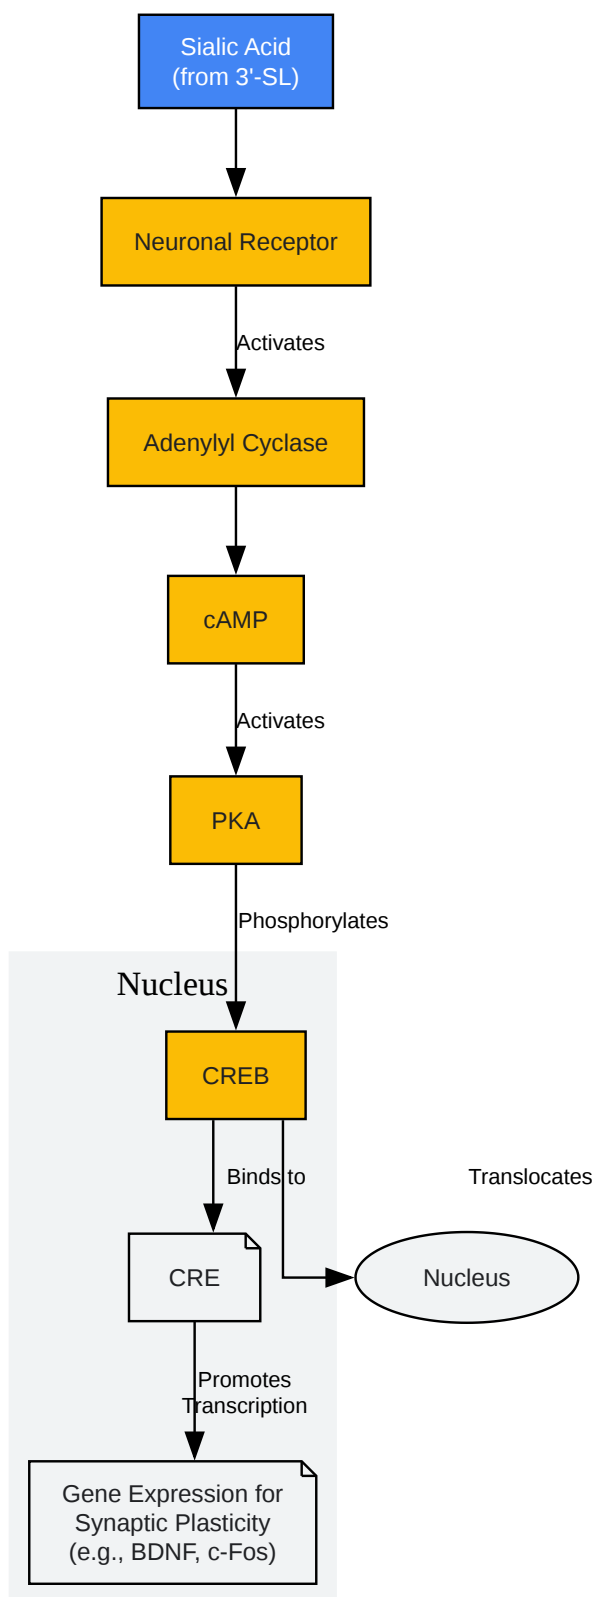 Sialic Acid
(from 3'-SL)
Neuronal Receptor
Activates
Adenylyl Cyclase
cAMP
Activates
PKA
Phosphorylates
Nucleus
CREB
Binds to
Translocates
CRE
Nucleus
Promotes
Transcription
Gene Expression for
Synaptic Plasticity
(e.g., BDNF, c-Fos)